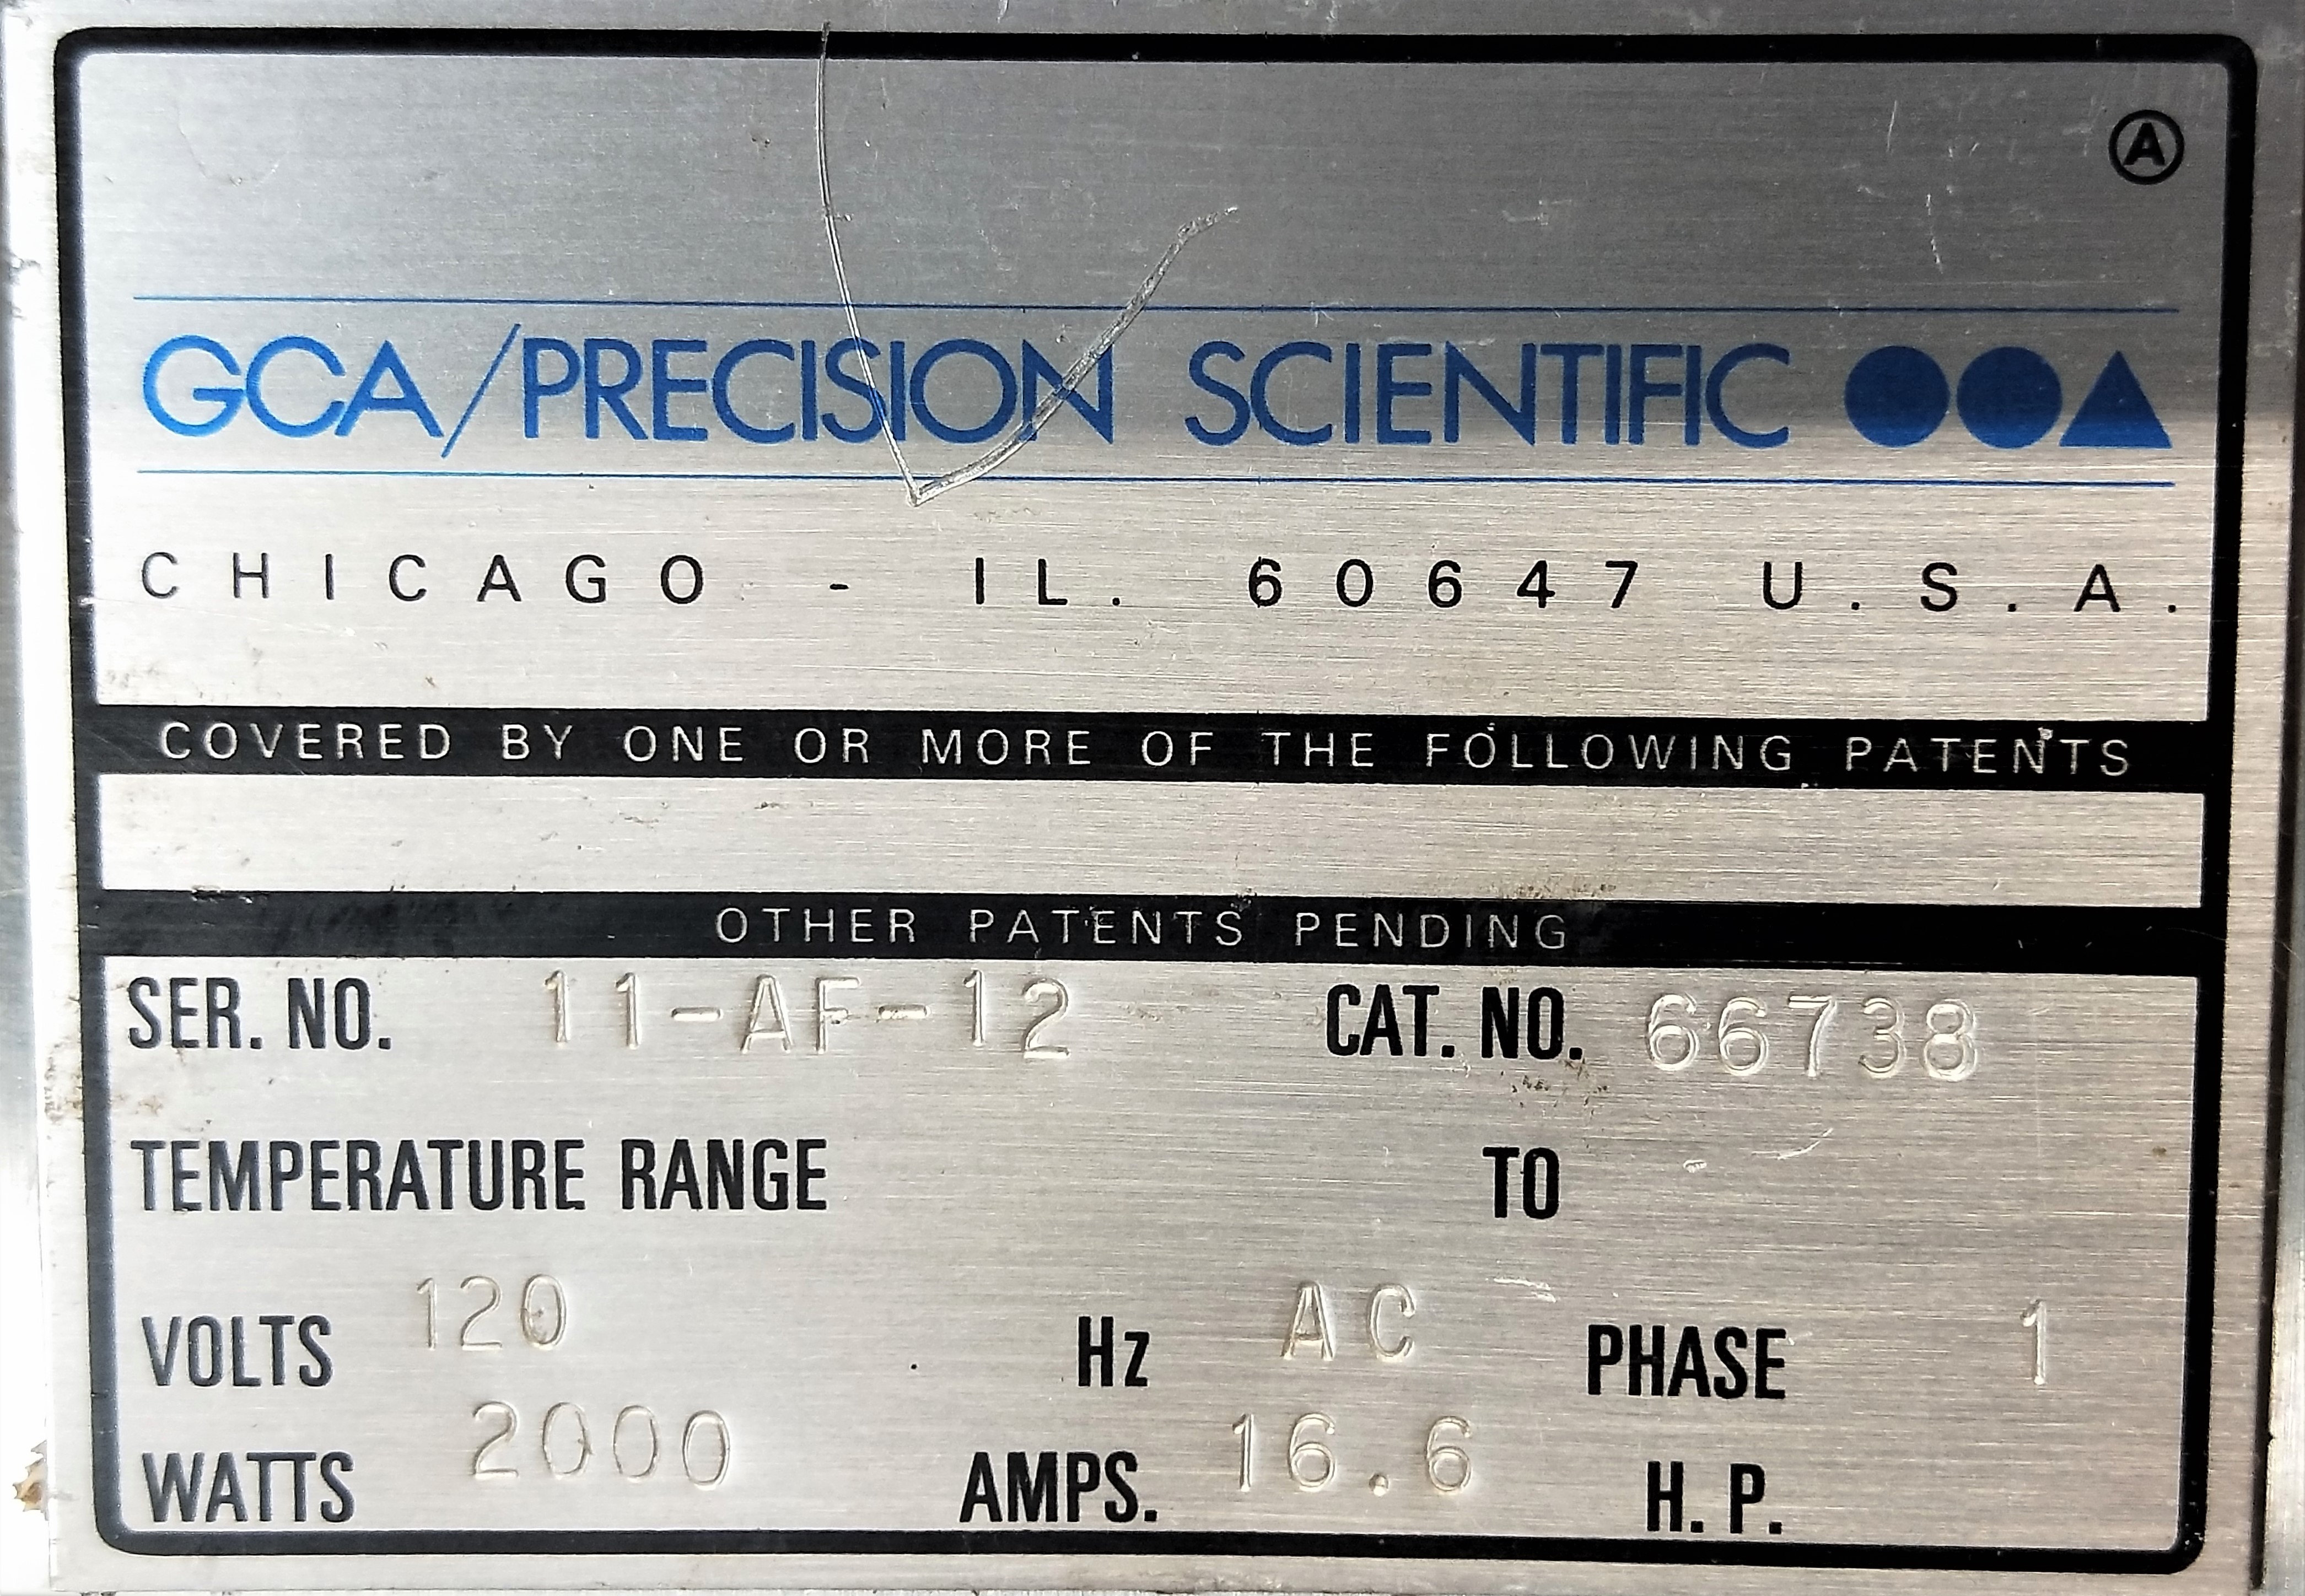 Ⓐ
GCA/PRECISION SCIENTIFIC
CHICAGO - IL. 60647 U.S.A.
COVERED BY ONE OR MORE OF THE FOLLOWING PATENTS
OTHER PATENTS PENDING
SER. NO. 11-AF-12 CAT. NO. 66738
TEMPERATURE RANGE TO
VOLTS 120 Hz AC PHASE 1
WATTS 2000 AMPS. 16.6 H. P.